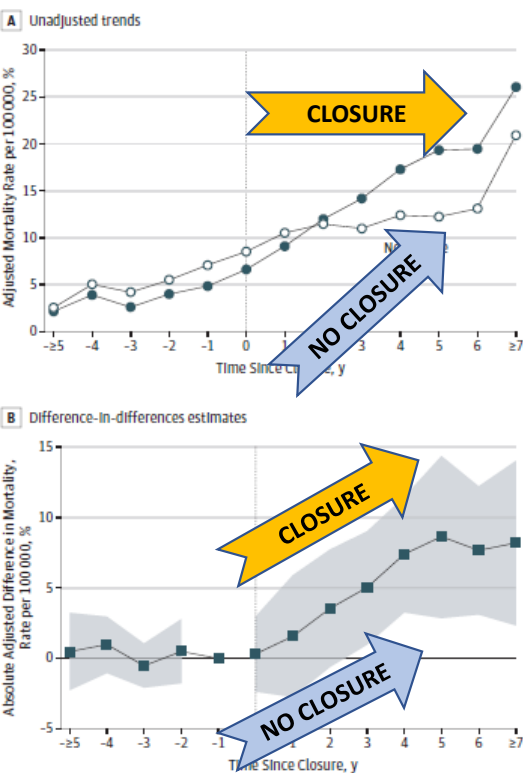 A Unadjusted trends
Adjusted Mortality Rate per 100 000, %
30
25
20
15
10
5
0
CLOSURE
NO CLOSURE
-≥5 -4 -3 -2 -1 0 1 2 3 4 5 6 ≥7
Time Since
B Difference-in-differences estimates
Absolute Adjusted Difference in Mortality,
Rate per 100 000, %
15
10
5
0
-5
CLOSURE
NO CLOSURE
-≥5 -4 -3 -2 -1 1 2 3 4 5 6 ≥7
Time Since Closure, y